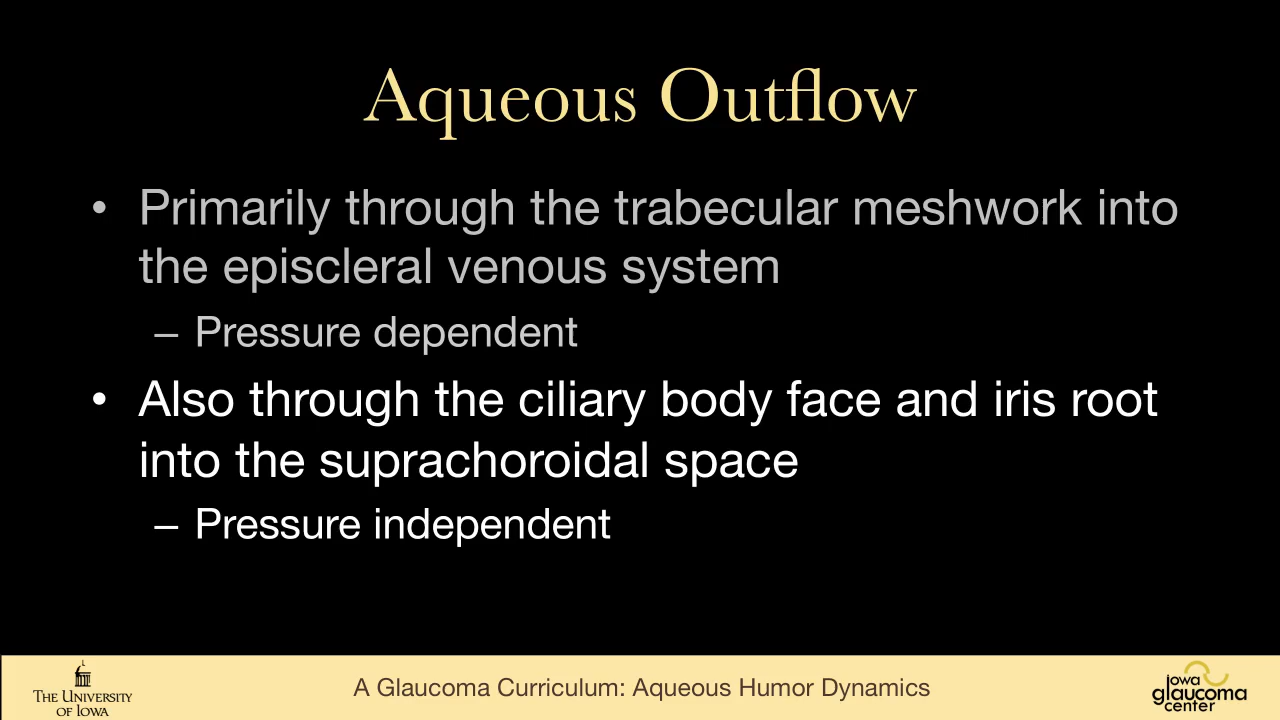 Aqueous Outflow
• Primarily through the trabecular meshwork into
the episcleral venous system
– Pressure dependent
• Also through the ciliary body face and iris root
into the suprachoroidal space
– Pressure independent
THE UNIVERSITY
OF IOWA
A Glaucoma Curriculum: Aqueous Humor Dynamics
iowa
glaucoma
center